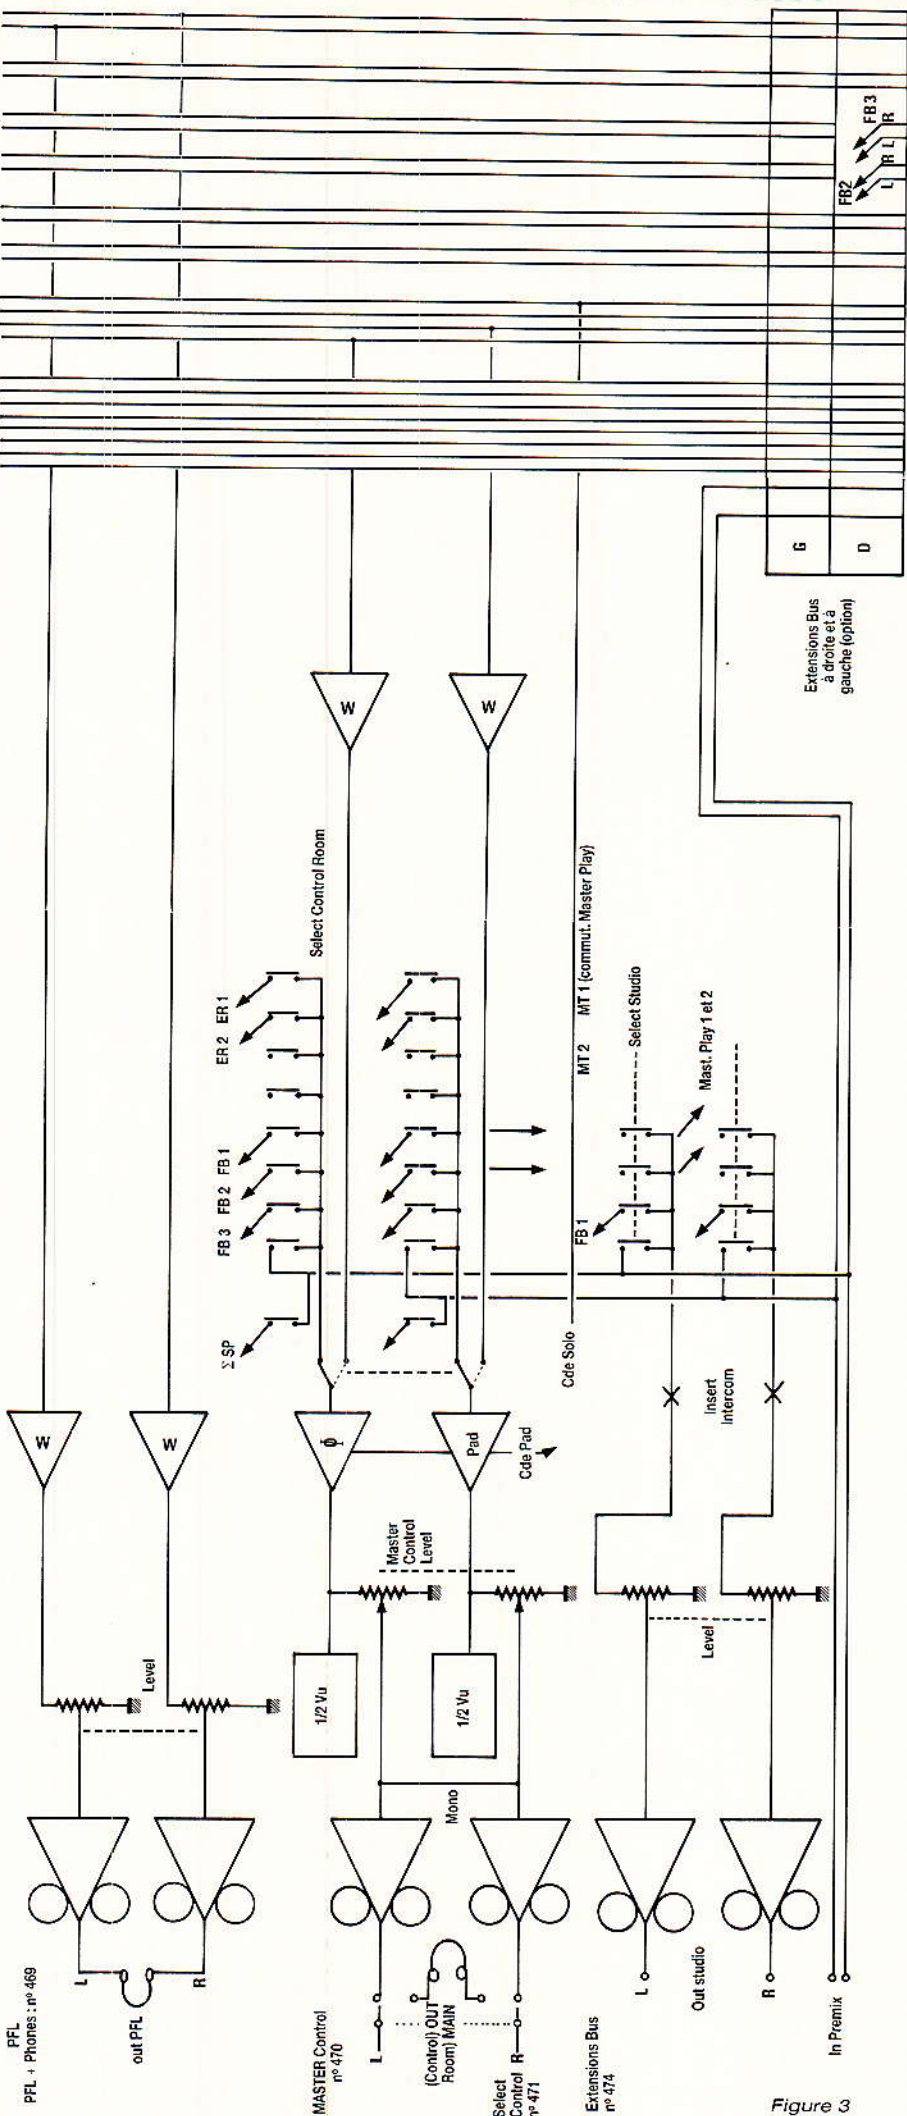 PFL
PFL + Phones : nº 469
L
R
out PFL
Level
W
W
MASTER Control
nº 470
L
(Control) OUT
Room) MAIN
R
Select
Control
nº 471
Mono
1/2 Vu
1/2 Vu
Master
Control
Level
ϕ
Pad
Cde Pad
Σ SP
FB 3
FB 2
FB 1
ER 2
ER 1
Select Control Room
W
W
Cde Solo
MT 2
MT 1 (commut. Master Play)
Extensions Bus
nº 474
L
Out studio
R
Level
Insert
Intercom
FB 1
Select Studio
Mast. Play 1 et 2
In Premix
Extensions Bus
à droite et à
gauche (option)
G
D
FB2
L
R
L
R
FB3
Figure 3